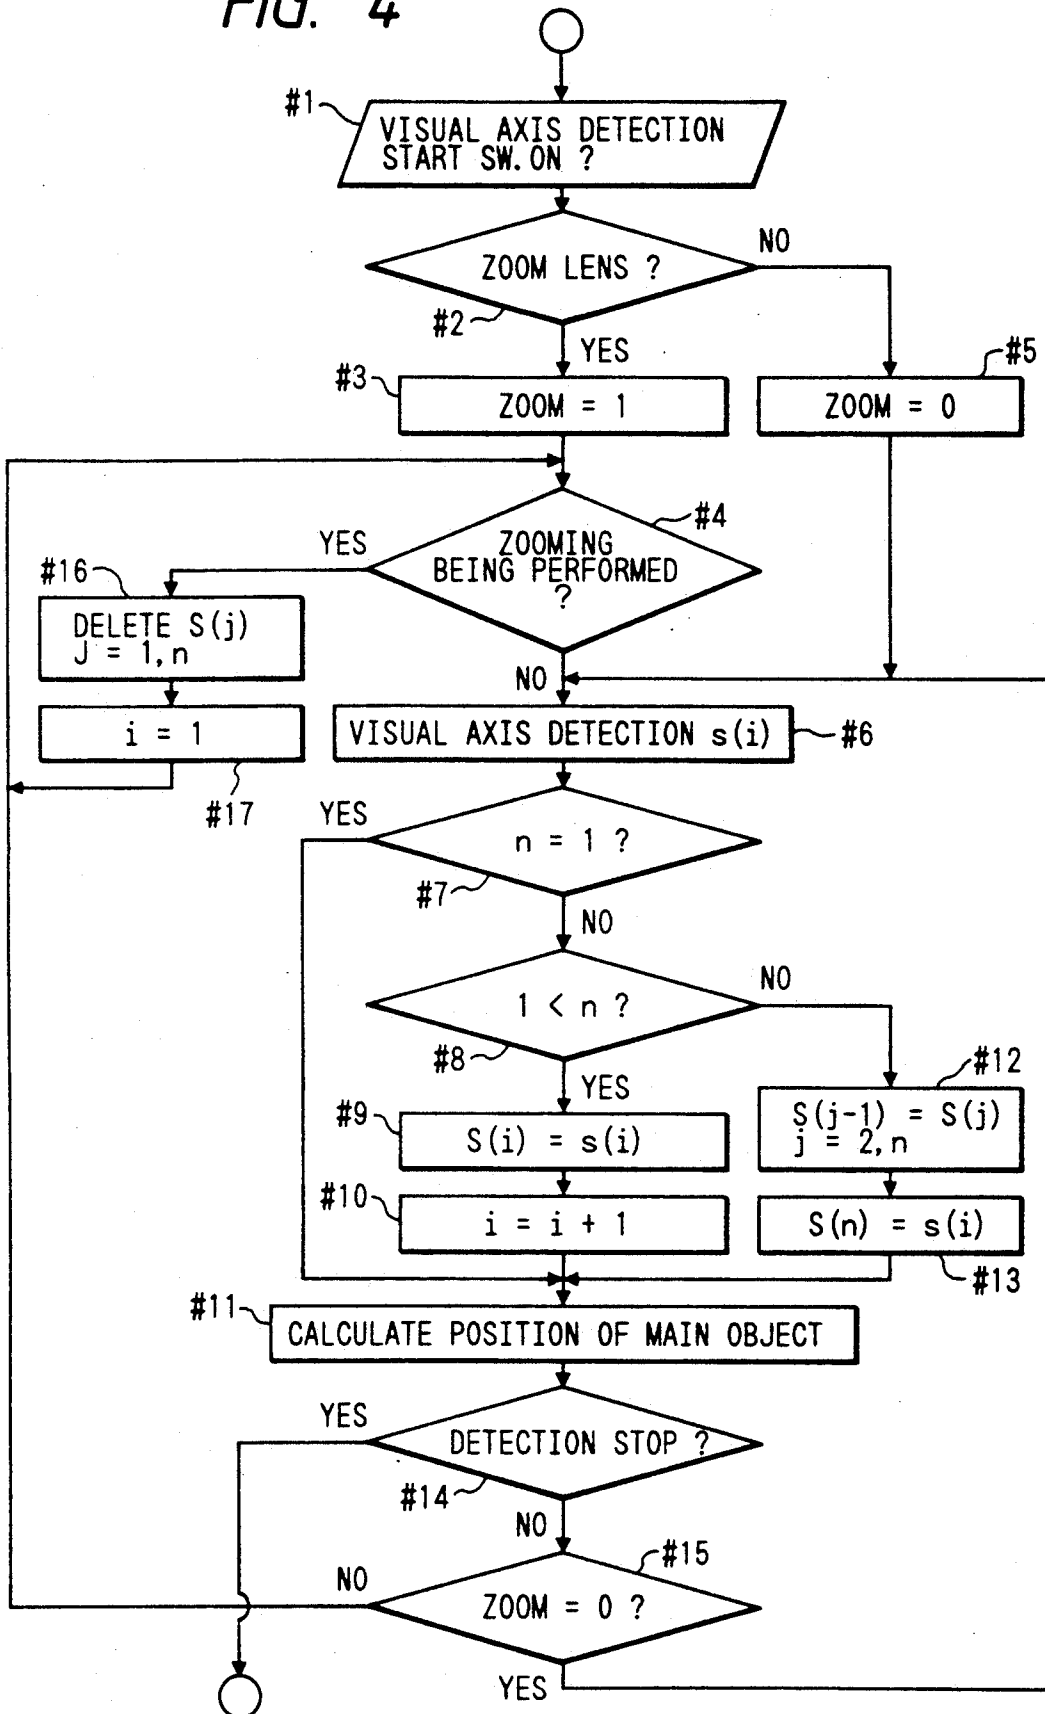 FIG. 4
#1
VISUAL AXIS DETECTION
START SW. ON ?
ZOOM LENS ?
NO
#2
YES
#3
ZOOM = 1
#5
ZOOM = 0
#4
YES
ZOOMING
BEING PERFORMED
?
#16
DELETE S(j)
J = 1,n
NO
i = 1
#17
VISUAL AXIS DETECTION s(i)
#6
YES
n = 1 ?
#7
NO
1 < n ?
NO
#8
YES
#9
S(i) = s(i)
#12
S(j-1) = S(j)
j = 2,n
#10
i = i + 1
S(n) = s(i)
#13
#11
CALCULATE POSITION OF MAIN OBJECT
YES
DETECTION STOP ?
#14
NO
#15
NO
ZOOM = 0 ?
YES